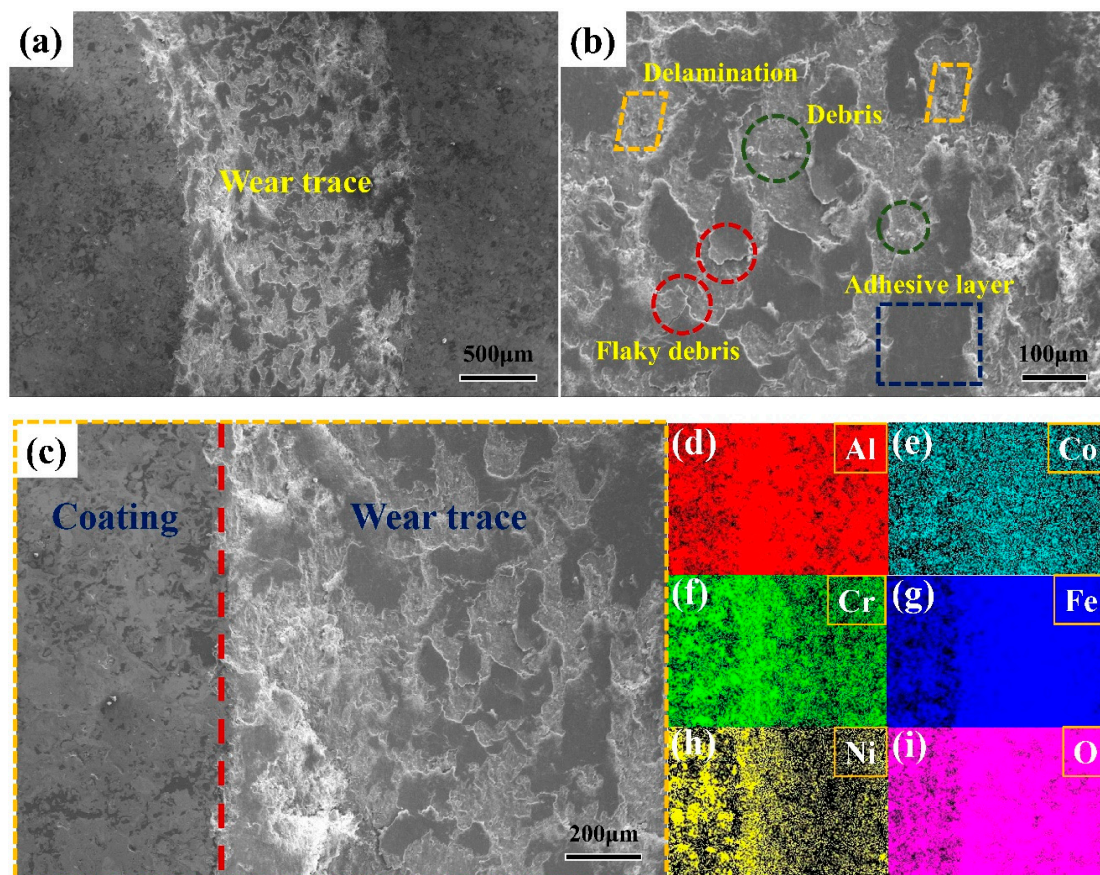 (a)
Wear trace
500μm
(b)
Delamination
Debris
Adhesive layer
Flaky debris
100μm
(c)
Coating
Wear trace
200μm
(d)
Al
(e)
Co
(f)
Cr
(g)
Fe
(h)
Ni
(i)
O